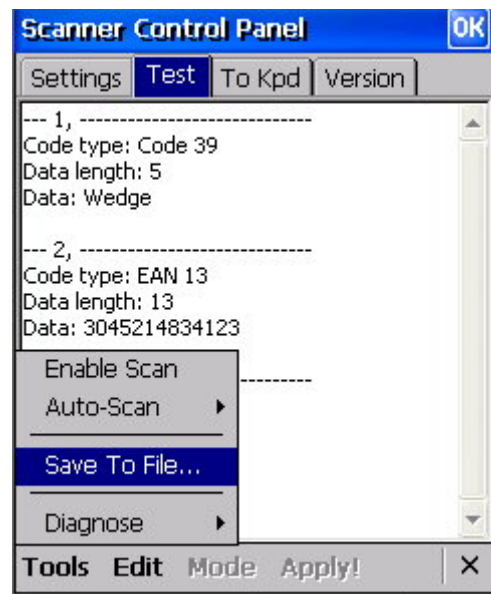 Scanner Control Panel OK
Settings Test To Kpd Version
--- 1, ----------------------------
Code type: Code 39
Data length: 5
Data: Wedge
--- 2, ----------------------------
Code type: EAN 13
Data length: 13
Data: 3045214834123
Enable Scan
Auto-Scan
Save To File...
Diagnose
Tools Edit Mode Apply! ×